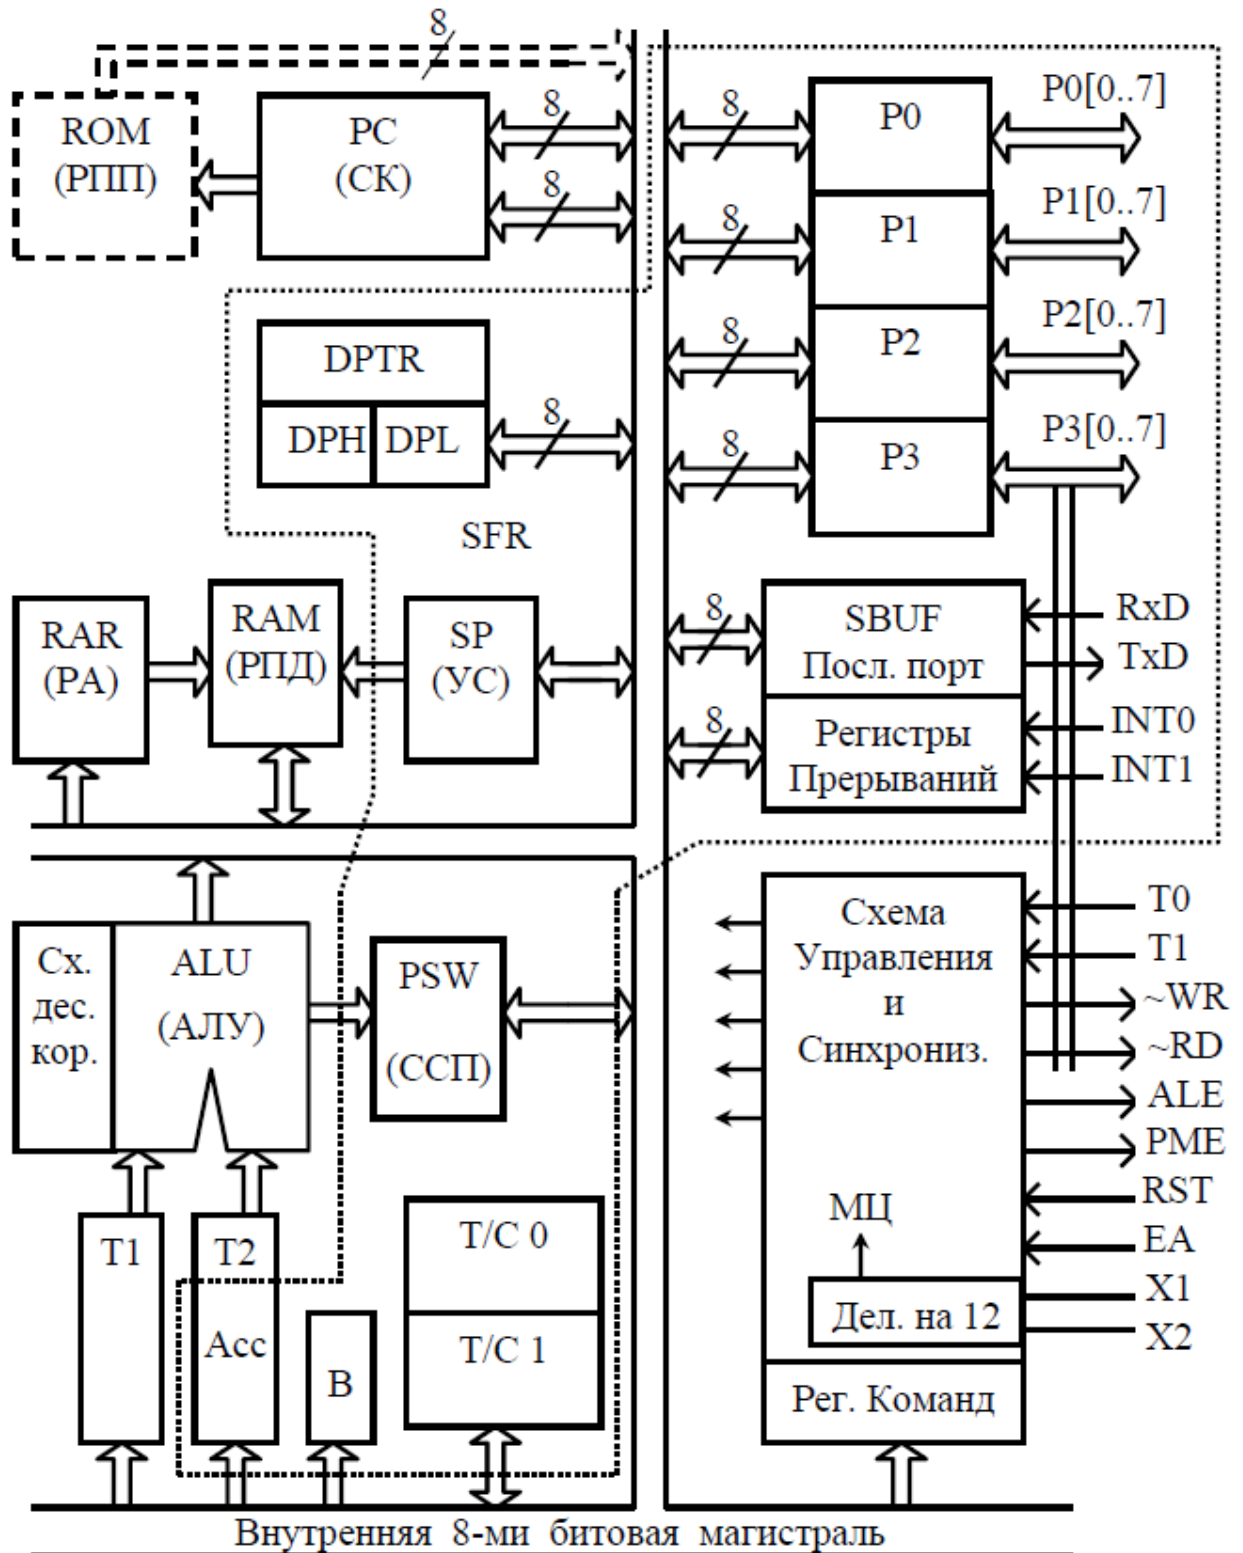 8
ROM
(РПП)
PC
(СК)
8
8
8
P0
P0[0..7]
8
P1
P1[0..7]
8
P2
P2[0..7]
8
P3
P3[0..7]
DPTR
DPH
DPL
8
SFR
RAR
(РА)
RAM
(РПД)
SP
(УС)
8
SBUF
Посл. порт
RxD
TxD
8
Регистры
Прерываний
INT0
INT1
Сх.
дес.
кор.
ALU
(АЛУ)
PSW
(ССП)
Схема
Управления
и
Синхрониз.
T0
T1
~WR
~RD
ALE
PME
RST
EA
X1
X2
МЦ
Дел. на 12
Рег. Команд
T1
T2
Acc
B
T/C 0
T/C 1
Внутренняя 8-ми битовая магистраль